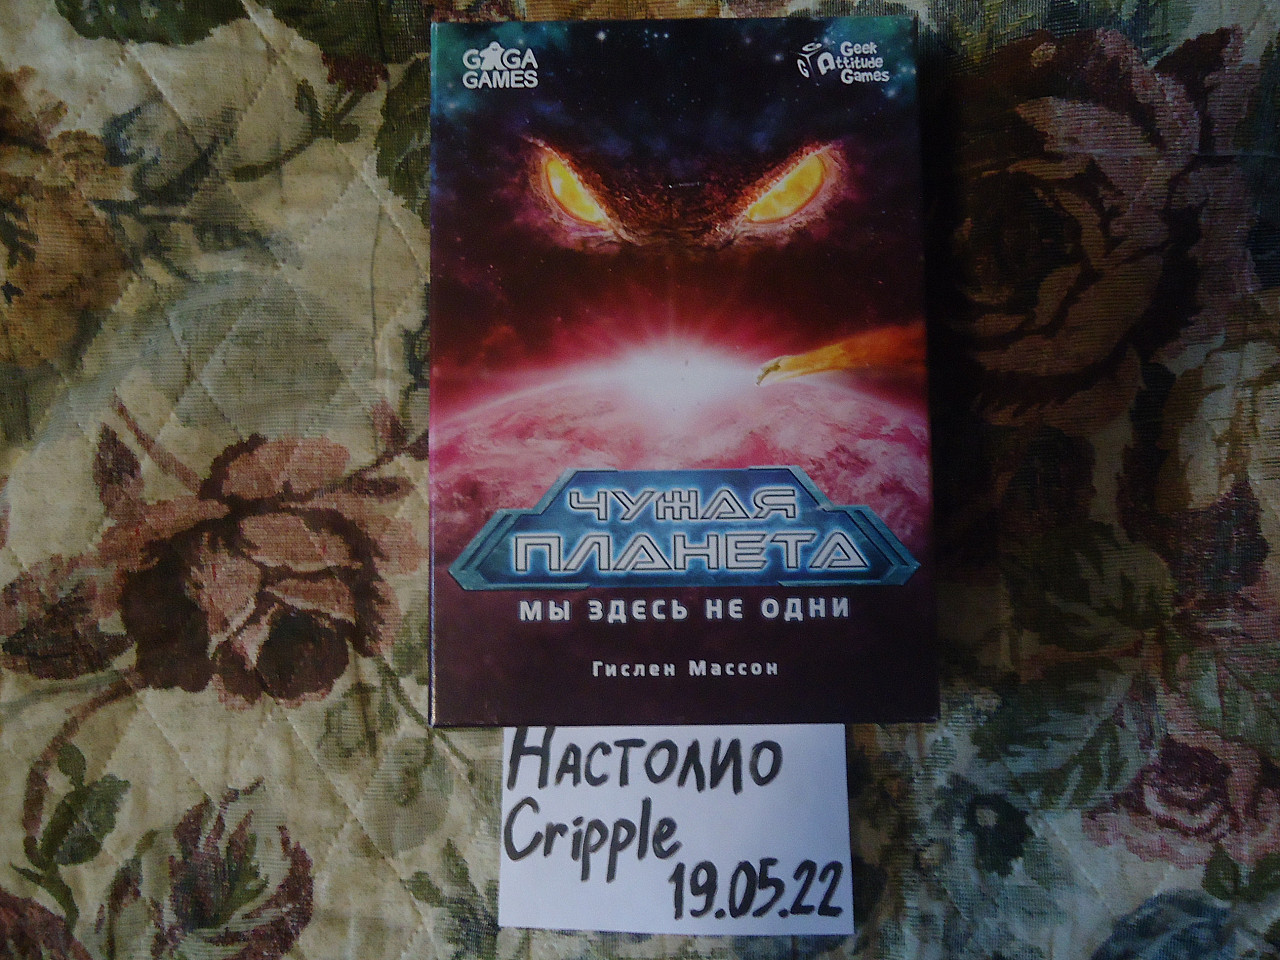 GAGA
GAMES
Geek
Attitude
Games
ЧУЖАЯ
ПЛАНЕТА
МЫ ЗДЕСЬ НЕ ОДНИ
Гислен Массон
Настолио
Cripple
19.05.22